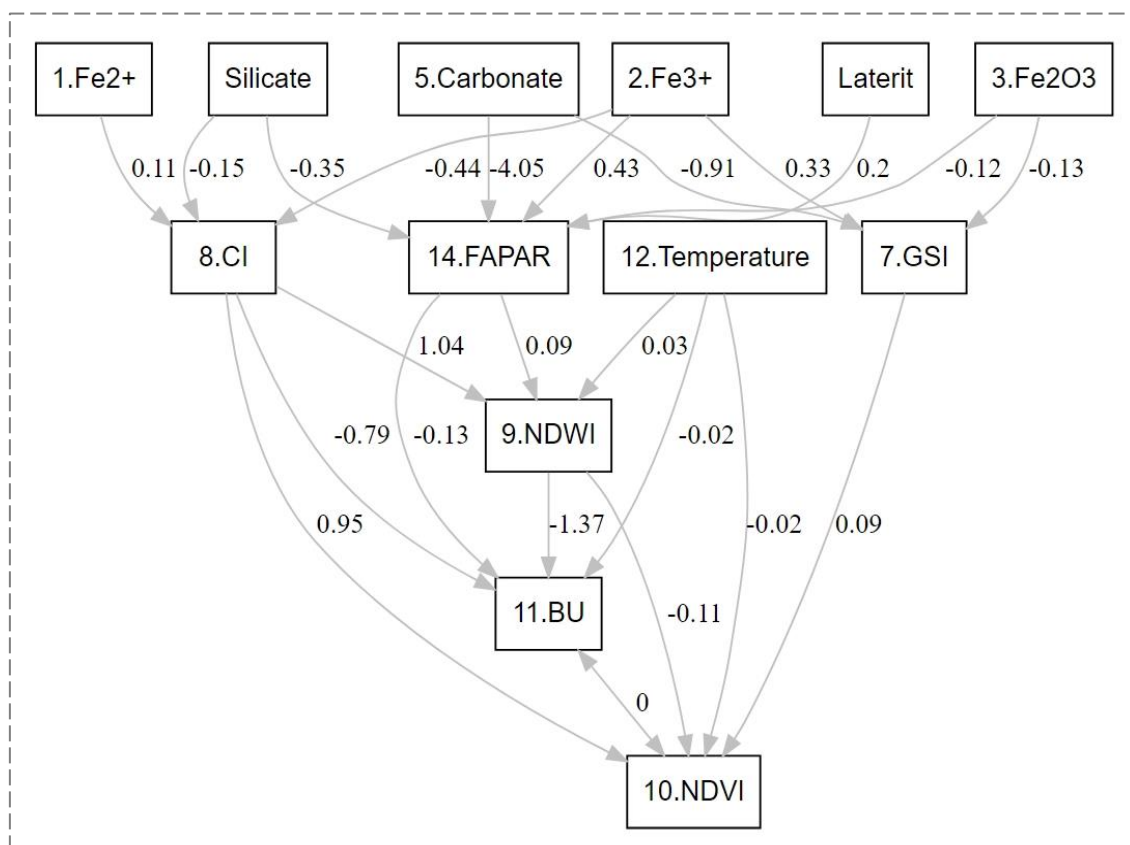 1.Fe2+ Silicate 5.Carbonate 2.Fe3+ Laterit 3.Fe2O3
0.11 -0.15 -0.35 -0.44 -4.05 0.43 -0.91 0.33 0.2 -0.12 -0.13
8.CI 14.FAPAR 12.Temperature 7.GSI
1.04 0.09 0.03
9.NDWI
-0.79 -0.13 -0.02
0.95 -1.37 -0.02 0.09
11.BU
-0.11
0
10.NDVI